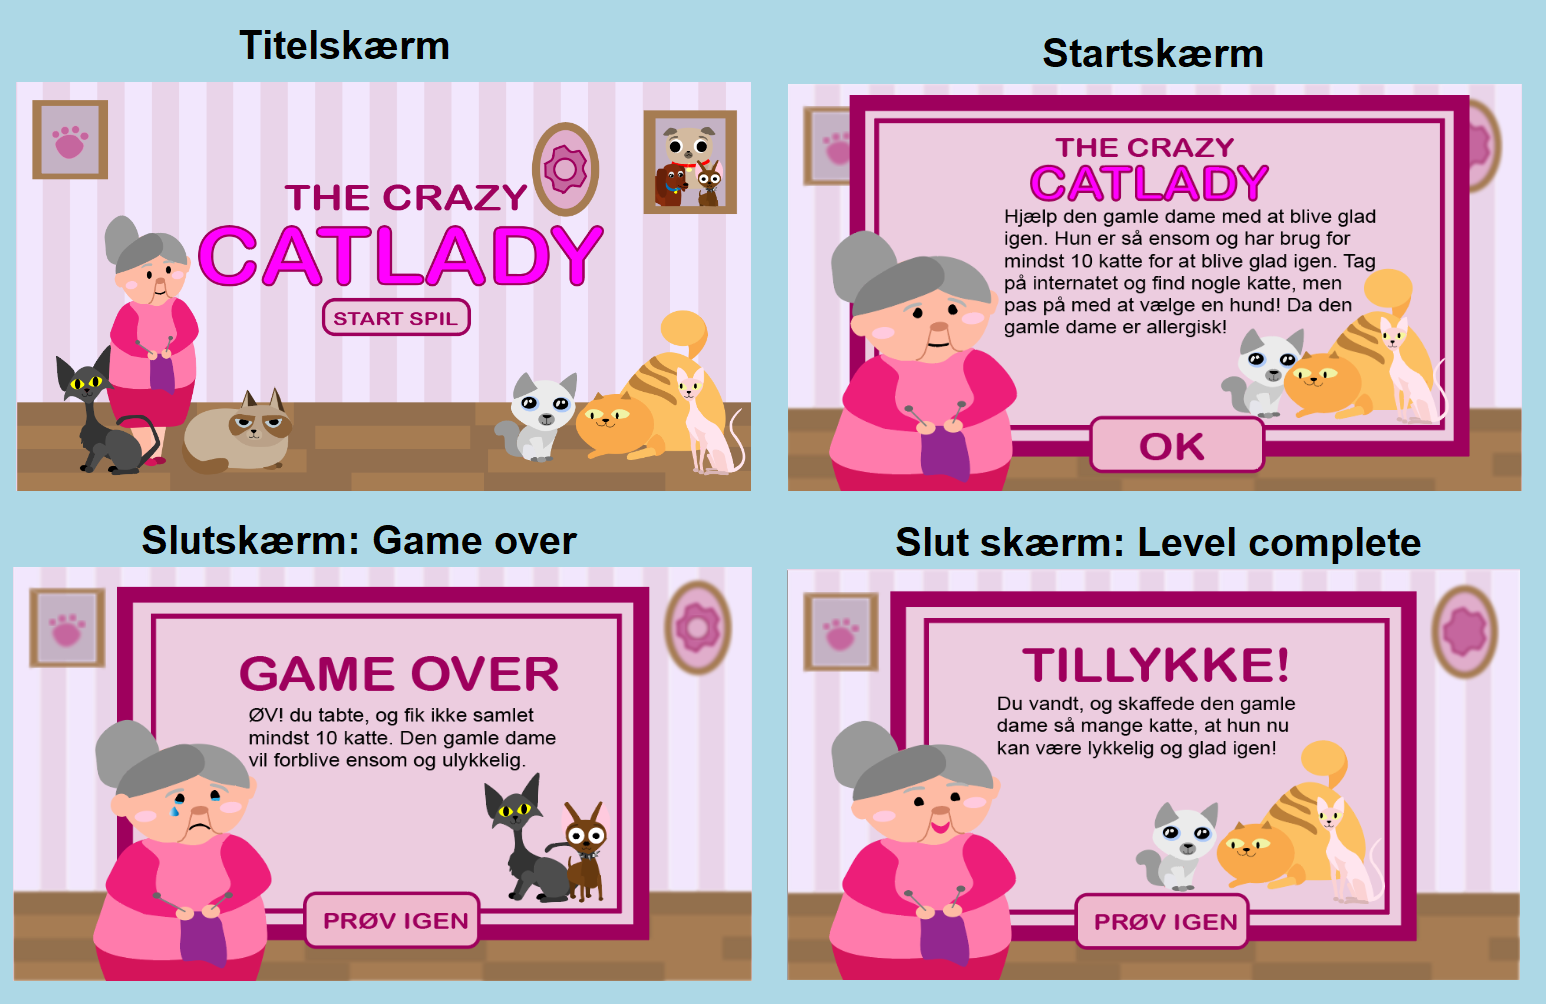 Titelskærm
THE CRAZY
CATLADY
START SPIL
Startskærm
THE CRAZY
CATLADY
Hjælp den gamle dame med at blive glad
igen. Hun er så ensom og har brug for
mindst 10 katte for at blive glad igen. Tag
på internatet og find nogle katte, men
pas på med at vælge en hund! Da den
gamle dame er allergisk!
OK
Slutskærm: Game over
GAME OVER
ØV! du tabte, og fik ikke samlet
mindst 10 katte. Den gamle dame
vil forblive ensom og ulykkelig.
PRØV IGEN
Slut skærm: Level complete
TILLYKKE!
Du vandt, og skaffede den gamle
dame så mange katte, at hun nu
kan være lykkelig og glad igen!
PRØV IGEN